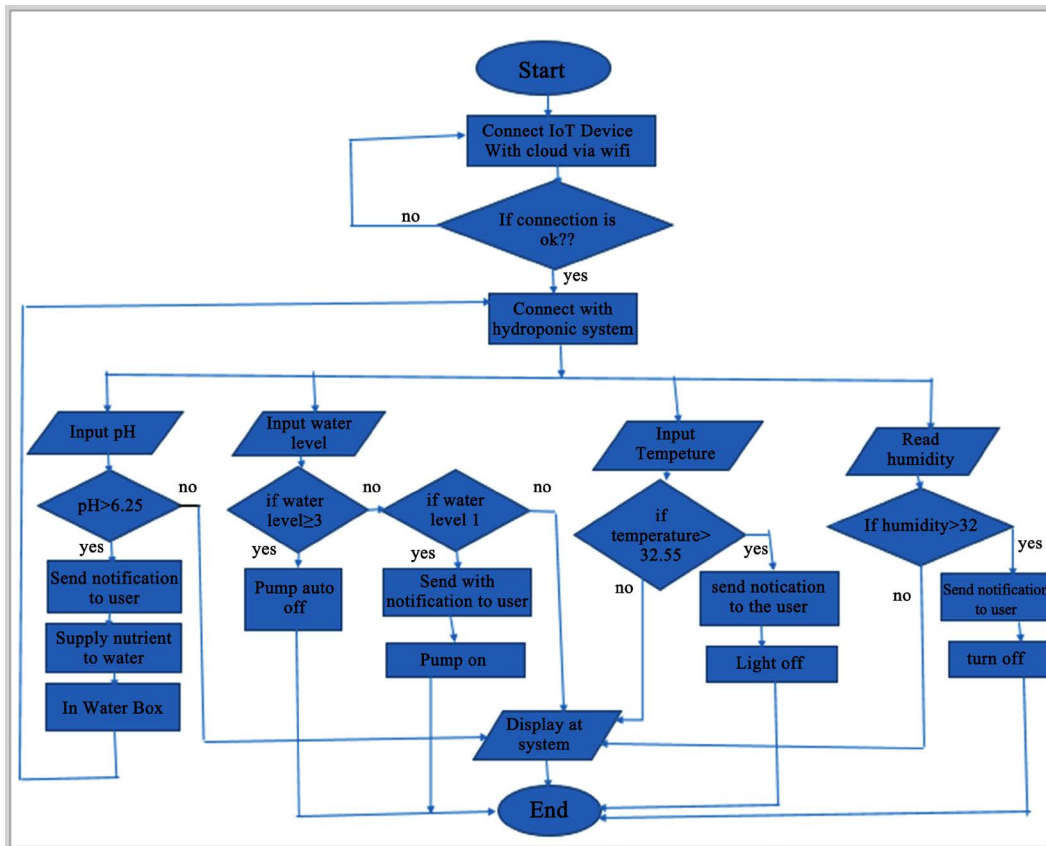 Start
Connect IoT Device
With cloud via wifi
no
If connection is
ok??
yes
Connect with
hydroponic system
Input pH
Input water
level
Input
Tempeture
Read
humidity
pH>6.25
no
if water
level≥3
no
if water
level 1
no
if
temperature>
32.55
If humidity>32
yes
yes
yes
yes
yes
no
no
Send notification
to user
Pump auto
off
Send with
notification to user
send notication
to the user
Send notification
to user
Supply nutrient
to water
Pump on
Light off
turn off
In Water Box
Display at
system
End